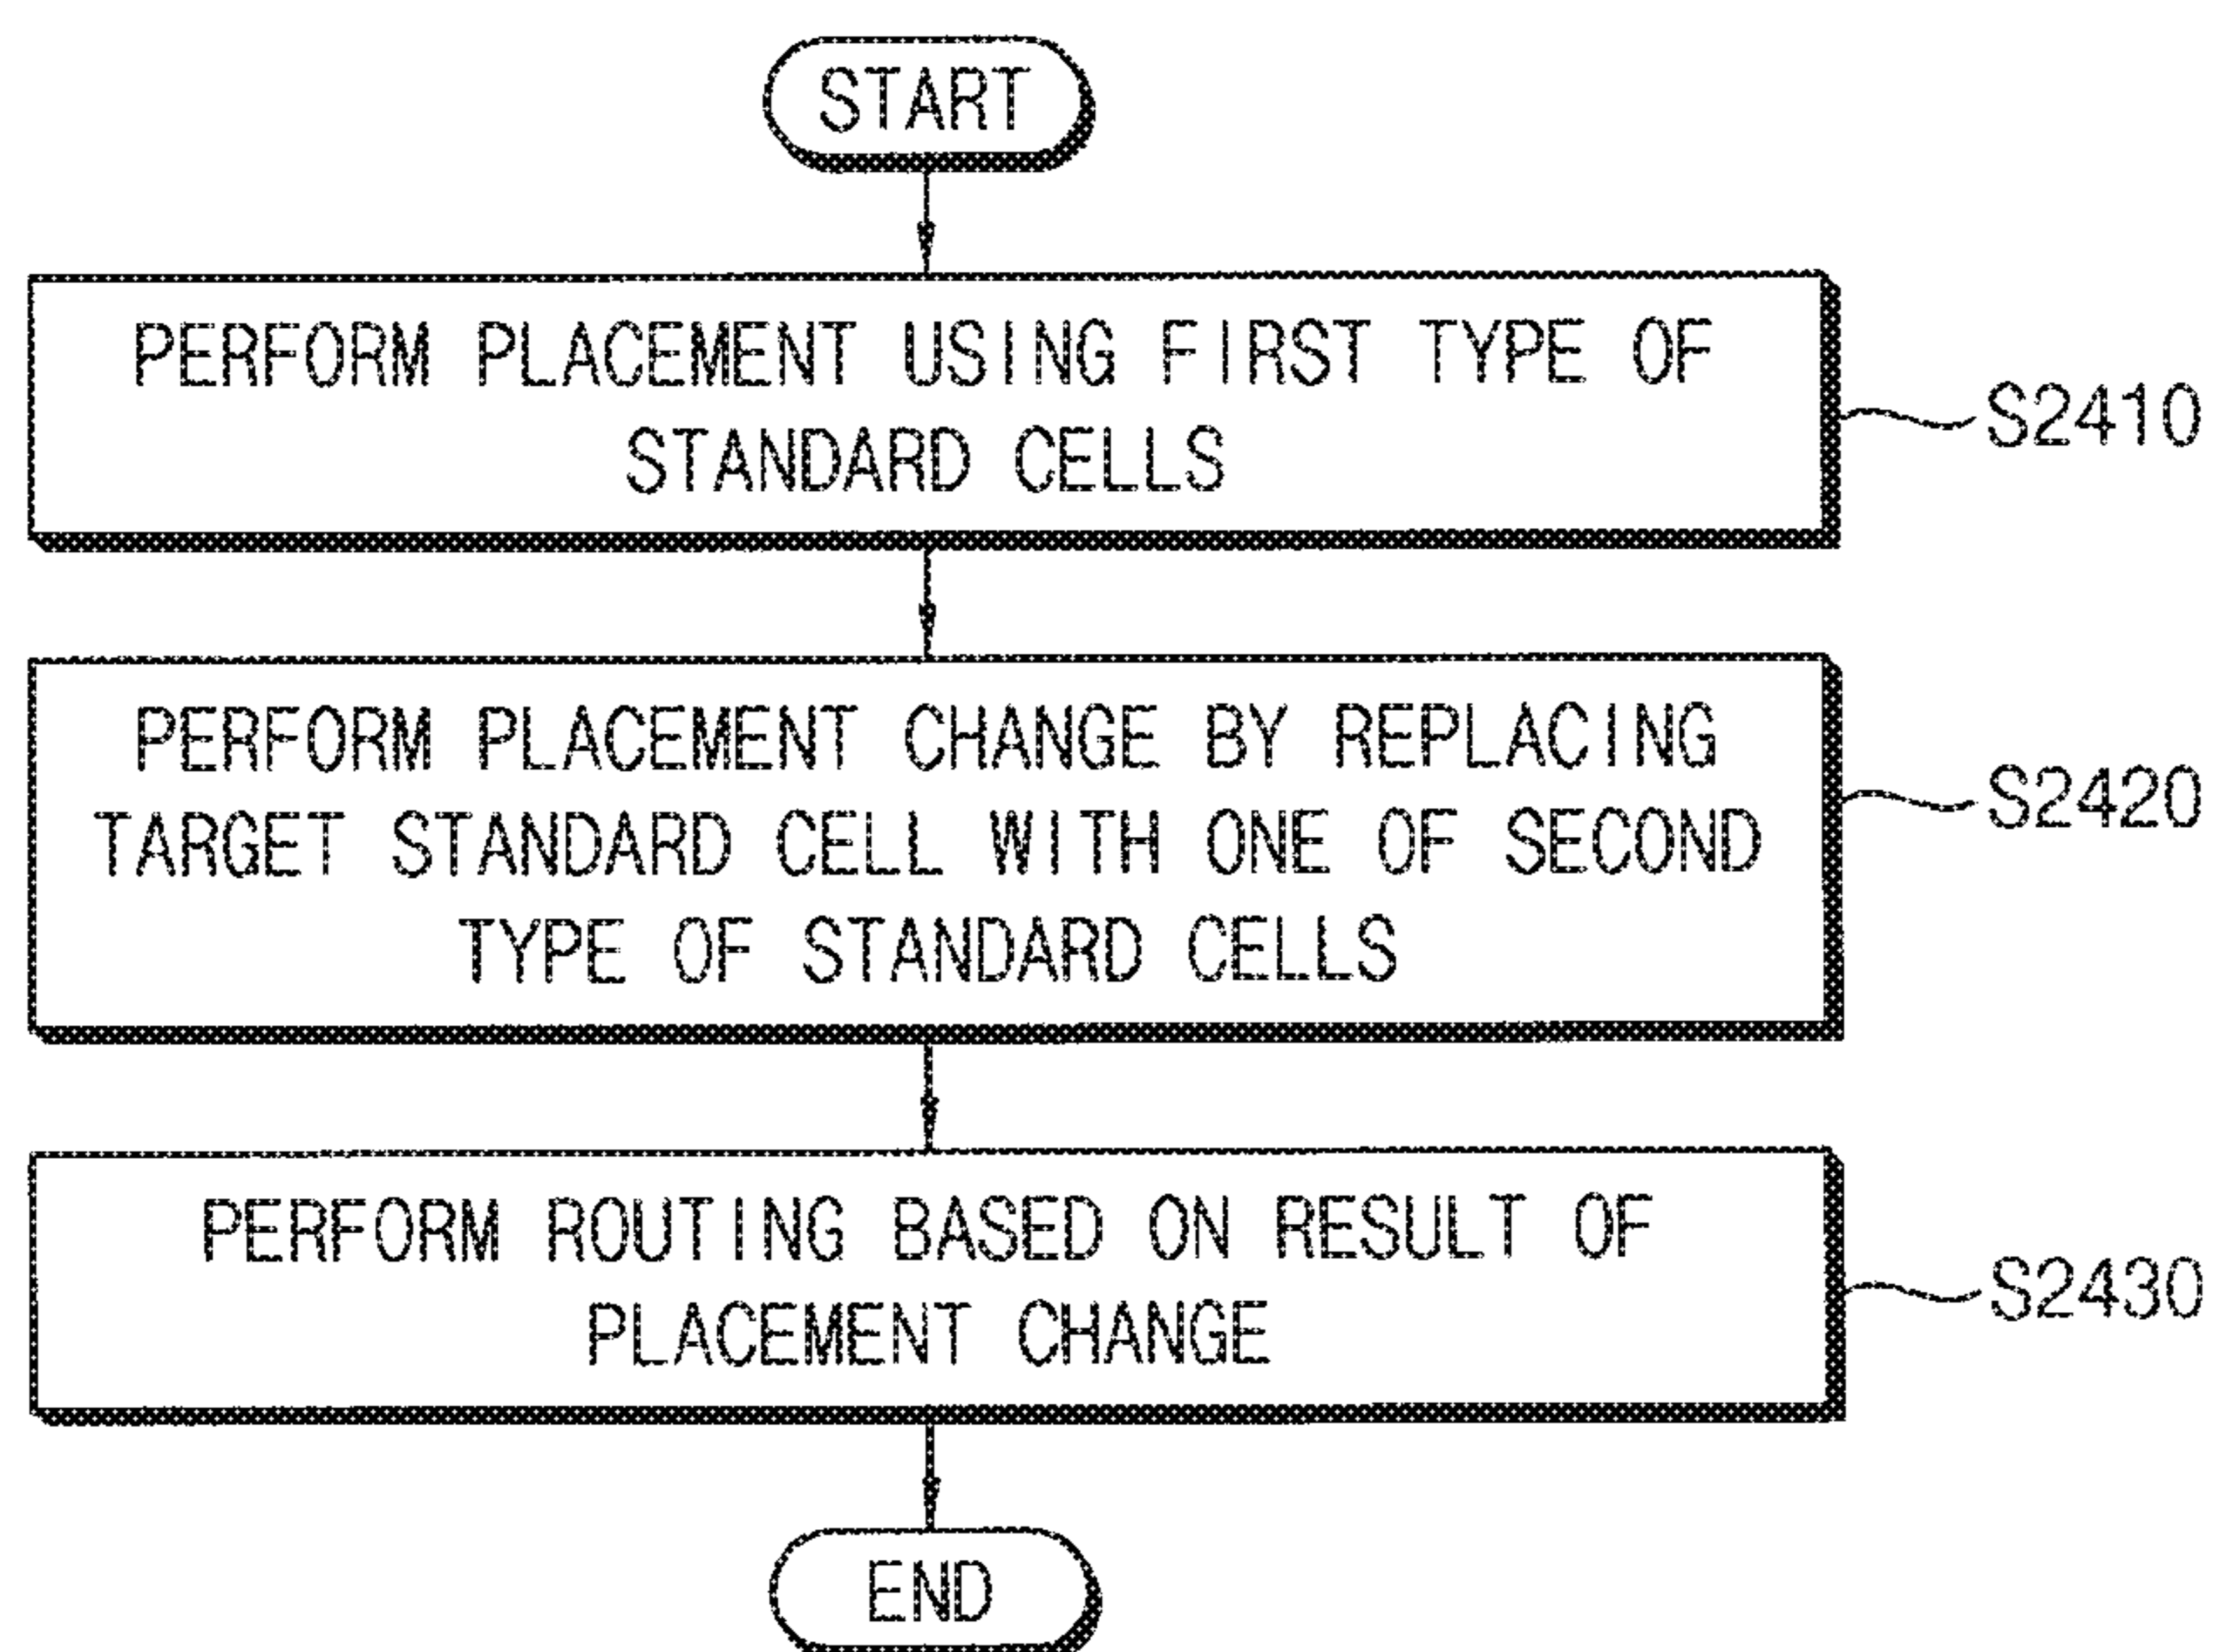 START
PERFORM PLACEMENT USING FIRST TYPE OF
STANDARD CELLS
S2410
PERFORM PLACEMENT CHANGE BY REPLACING
TARGET STANDARD CELL WITH ONE OF SECOND
TYPE OF STANDARD CELLS
S2420
PERFORM ROUTING BASED ON RESULT OF
PLACEMENT CHANGE
S2430
END